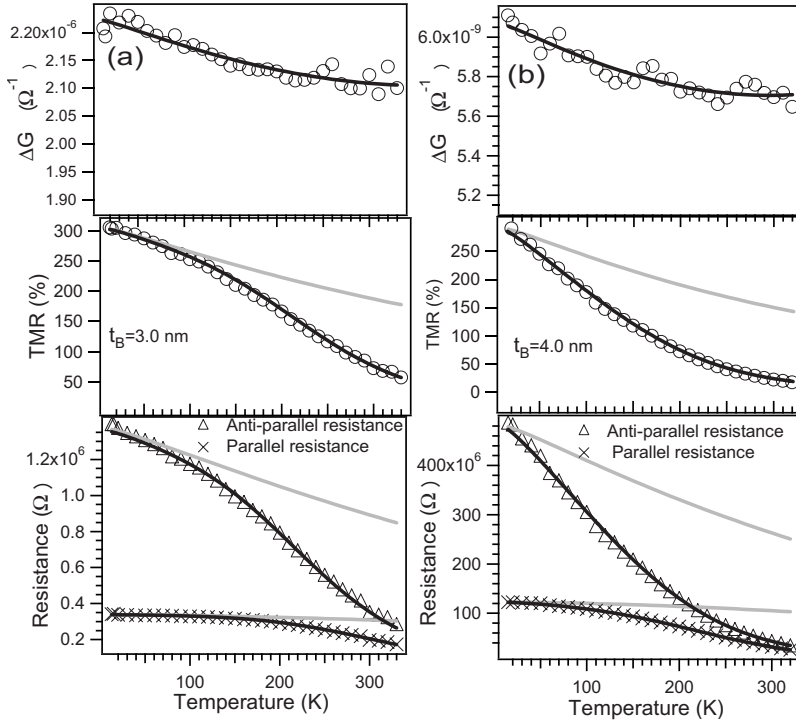 2.20x10⁻⁶
2.15
2.10
2.05
2.00
1.95
1.90
ΔG (Ω⁻¹)
(a)
300
250
200
150
100
50
TMR (%)
t_B=3.0 nm
1.2x10⁶
1.0
0.8
0.6
0.4
0.2
Resistance (Ω)
Anti-parallel resistance
Parallel resistance
100
200
300
Temperature (K)
6.0x10⁻⁹
5.8
5.6
5.4
5.2
ΔG (Ω⁻¹)
(b)
250
200
150
100
50
0
TMR (%)
t_B=4.0 nm
400x10⁶
300
200
100
Resistance (Ω)
Anti-parallel resistance
Parallel resistance
100
200
300
Temperature (K)